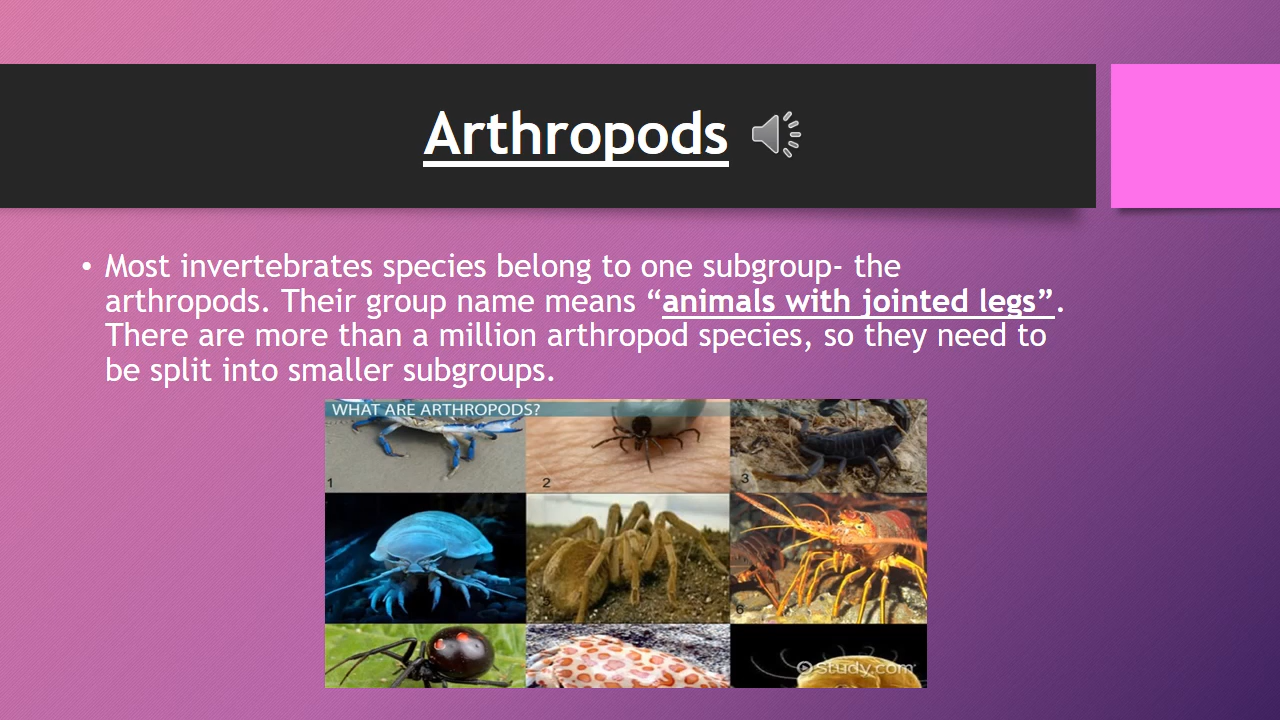 Arthropods
• Most invertebrates species belong to one subgroup- the
arthropods. Their group name means “animals with jointed legs”.
There are more than a million arthropod species, so they need to
be split into smaller subgroups.
WHAT ARE ARTHROPODS?
1
2
3
6
Study.com